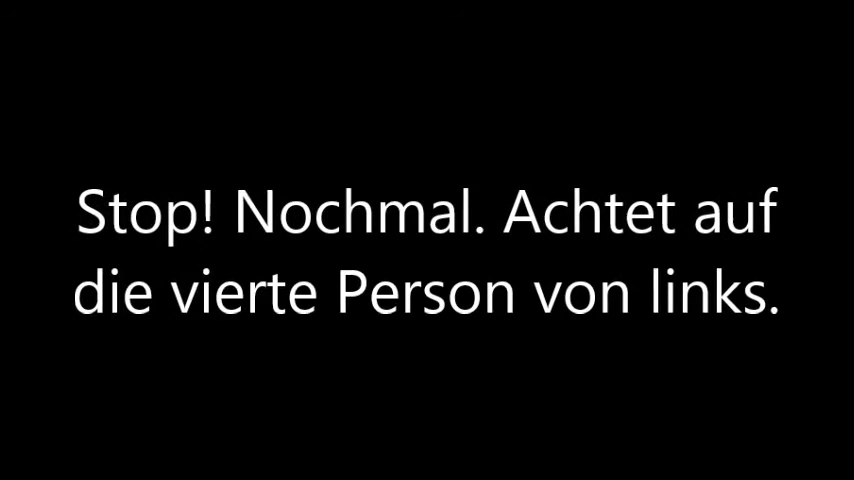 Stop! Nochmal. Achtet auf
die vierte Person von links.